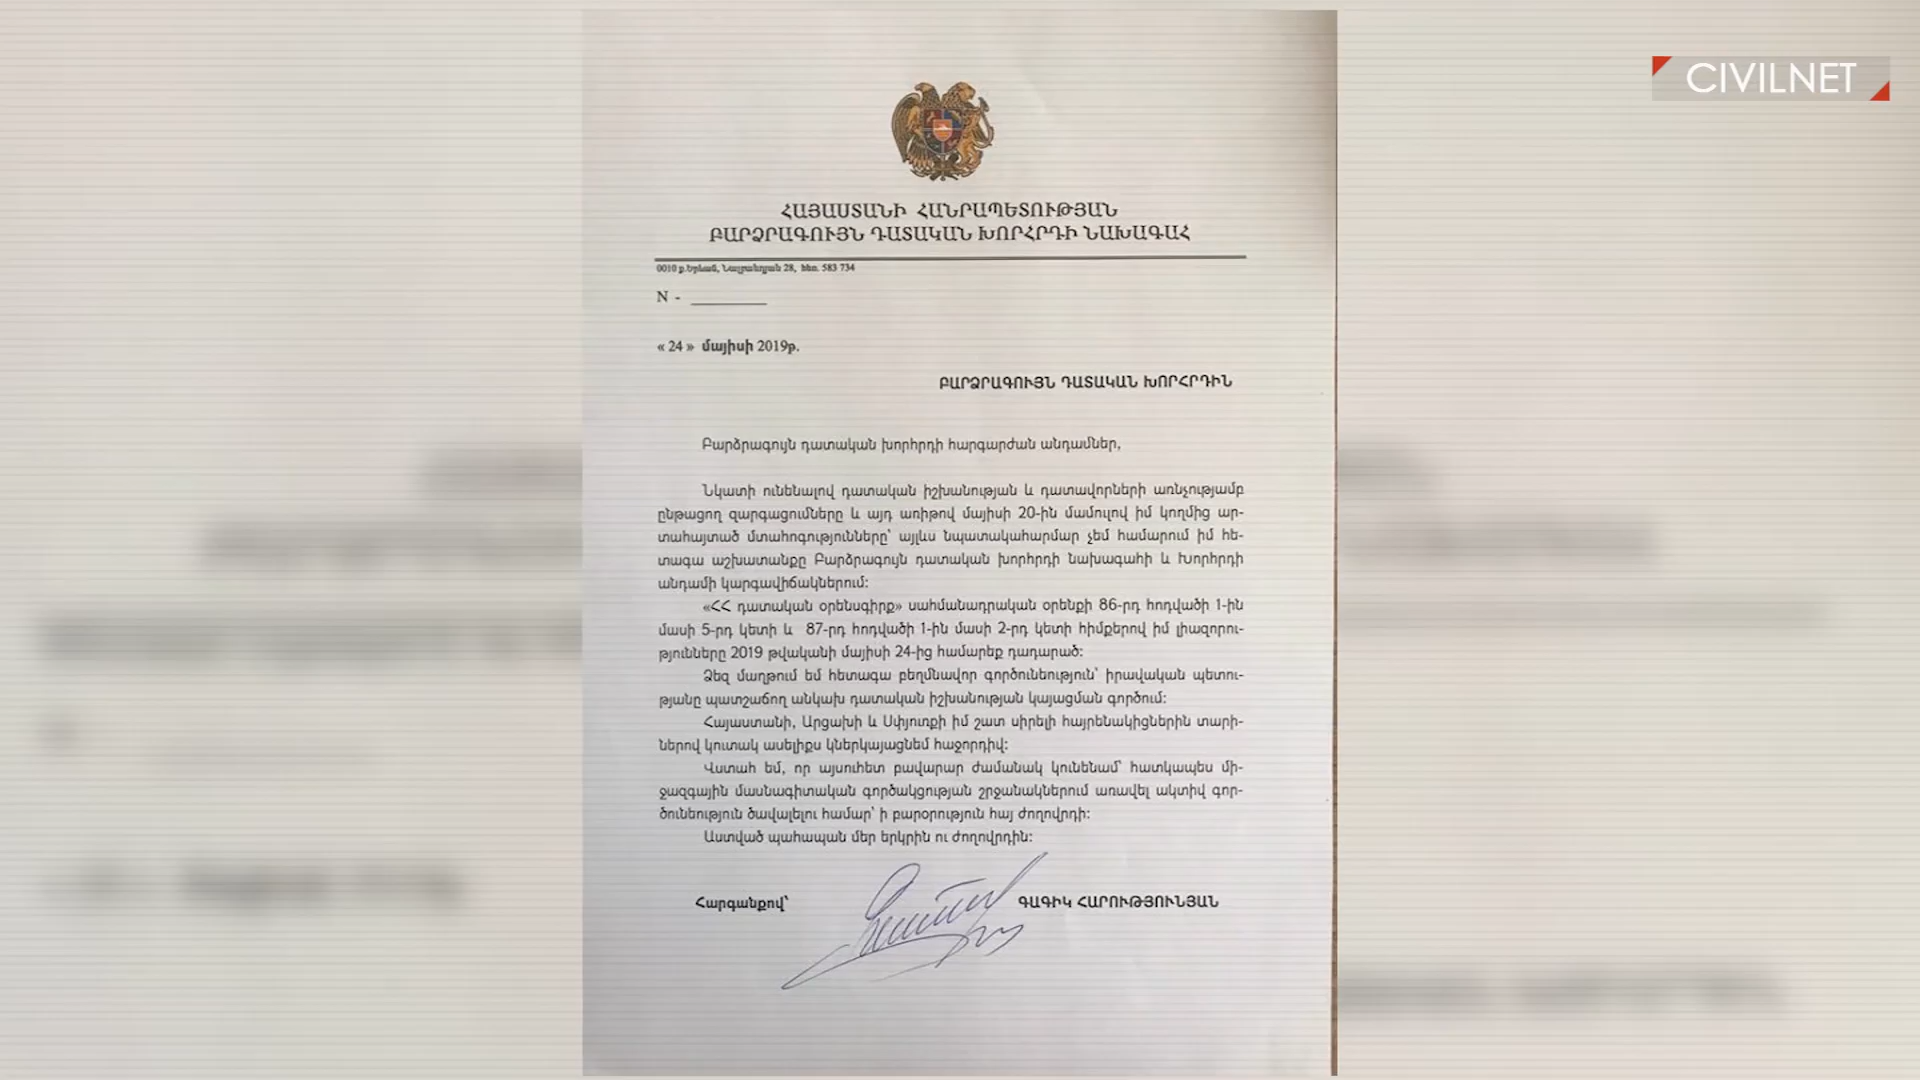 CIVILNET
ՀԱՅԱՍՏԱՆԻ ՀԱՆՐԱՊԵՏՈՒԹՅԱՆ
ԲԱՐՁՐԱԳՈՒՅՆ ԴԱՏԱԿԱՆ ԽՈՐՀՐԴԻ ՆԱԽԱԳԱՀ
0010 ք.Երևան, Նալբանդյան 28, հեռ. 583 734
N -
« 24 » մայիսի 2019թ.
ԲԱՐՁՐԱԳՈՒՅՆ ԴԱՏԱԿԱՆ ԽՈՐՀՐԴԻՆ
Բարձրագույն դատական խորհրդի հարգարժան անդամներ,
Նկատի ունենալով դատական իշխանության և դատավորների առնչությամբ
ընթացող զարգացումները և այդ առիթով մայիսի 20-ին մամուլով իմ կողմից ար-
տահայտած մտահոգությունները՝ այլևս նպատակահարմար չեմ համարում իմ հե-
տագա աշխատանքը Բարձրագույն դատական խորհրդի նախագահի և Խորհրդի
անդամի կարգավիճակներում:
«ՀՀ դատական օրենսգիրք» սահմանադրական օրենքի 86-րդ հոդվածի 1-ին
մասի 5-րդ կետի և 87-րդ հոդվածի 1-ին մասի 2-րդ կետի հիմքերով իմ լիազորու-
թյունները 2019 թվականի մայիսի 24-ից համարեք դադարած:
Ձեզ մաղթում եմ հետագա բեղմնավոր գործունեություն՝ իրավական պետու-
թյանը պատշաճող անկախ դատական իշխանության կայացման գործում:
Հայաստանի, Արցախի և Սփյուռքի իմ շատ սիրելի հայրենակիցներին տարի-
ներով կուտակ ասելիքս կներկայացնեմ հաջորդիվ:
Վստահ եմ, որ այսուհետ բավարար ժամանակ կունենամ՝ հատկապես մի-
ջազգային մասնագիտական գործակցության շրջանակներում առավել ակտիվ գոր-
ծունեություն ծավալելու համար՝ ի բարօրություն հայ ժողովրդի:
Աստված պահապան մեր երկրին ու ժողովրդին:
Հարգանքով՝ ԳԱԳԻԿ ՀԱՐՈՒԹՅՈՒՆՅԱՆ